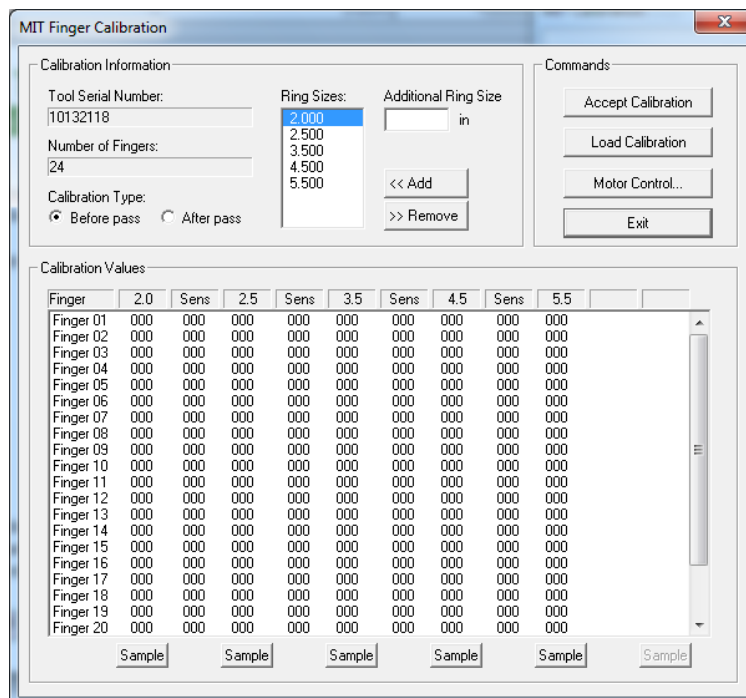 MIT Finger Calibration
Calibration Information
Tool Serial Number:
10132118
Number of Fingers:
24
Calibration Type:
Before pass After pass
Ring Sizes:
2.000
2.500
3.500
4.500
5.500
Additional Ring Size
in
<< Add
>> Remove
Commands
Accept Calibration
Load Calibration
Motor Control...
Exit
Calibration Values
Finger 2.0 Sens 2.5 Sens 3.5 Sens 4.5 Sens 5.5
Finger 01 000 000 000 000 000 000 000 000 000
Finger 02 000 000 000 000 000 000 000 000 000
Finger 03 000 000 000 000 000 000 000 000 000
Finger 04 000 000 000 000 000 000 000 000 000
Finger 05 000 000 000 000 000 000 000 000 000
Finger 06 000 000 000 000 000 000 000 000 000
Finger 07 000 000 000 000 000 000 000 000 000
Finger 08 000 000 000 000 000 000 000 000 000
Finger 09 000 000 000 000 000 000 000 000 000
Finger 10 000 000 000 000 000 000 000 000 000
Finger 11 000 000 000 000 000 000 000 000 000
Finger 12 000 000 000 000 000 000 000 000 000
Finger 13 000 000 000 000 000 000 000 000 000
Finger 14 000 000 000 000 000 000 000 000 000
Finger 15 000 000 000 000 000 000 000 000 000
Finger 16 000 000 000 000 000 000 000 000 000
Finger 17 000 000 000 000 000 000 000 000 000
Finger 18 000 000 000 000 000 000 000 000 000
Finger 19 000 000 000 000 000 000 000 000 000
Finger 20 000 000 000 000 000 000 000 000 000
Sample Sample Sample Sample Sample Sample